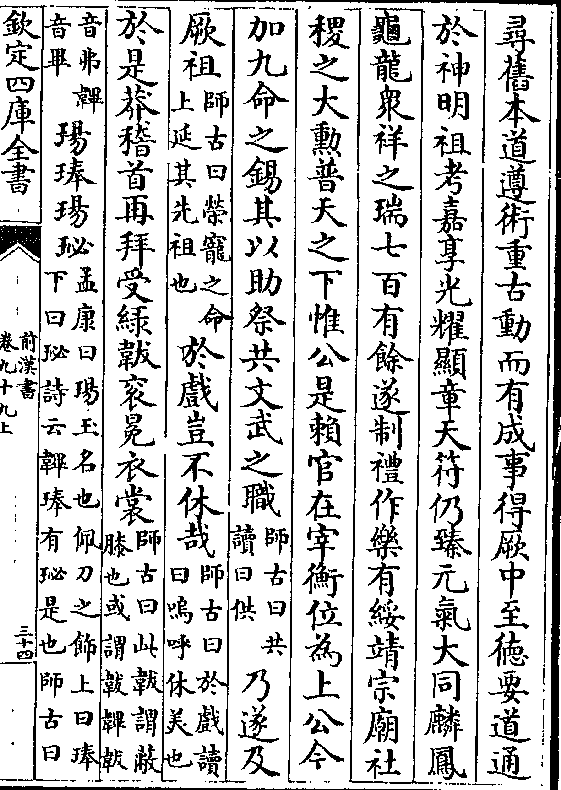 尋舊本道遵術重古動而有成事得厥中至徳要道通
於神明祖考嘉享光耀顯章天符仍臻元氣大同麟鳳
龜龍衆祥之瑞七百有餘遂制禮作樂有綏靖宗廟社
稷之大勲普天之下惟公是賴官在宰衡位為上公今
加九命之錫其以助祭共文武之職師古曰共讀曰供乃遂及
厥祖師古曰榮寵之命上延其先祖也於戲豈不休哉師古曰於戲讀曰嗚呼休美也
於是莽稽首再拜受緑韍衮冕衣裳師古曰此韍謂蔽膝也或謂韍韠韍
音弗韠音畢瑒琫瑒珌孟康曰瑒玉名也佩刀之飾上曰琫下曰珌詩云鞞琫有珌是也師古曰
欽定四庫全書
前漢書
卷九十九上
三十四